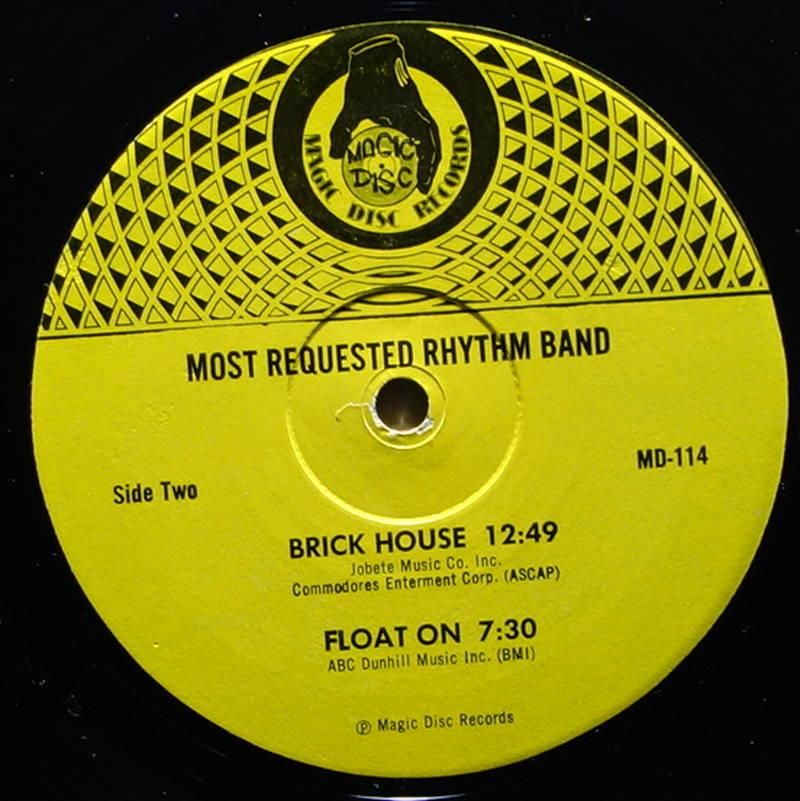 MAGIC
DISC
MAGIC DISC RECORDS
MOST REQUESTED RHYTHM BAND
MD-114
Side Two
BRICK HOUSE 12:49
Jobete Music Co. Inc.
Commodores Enterment Corp. (ASCAP)
FLOAT ON 7:30
ABC Dunhill Music Inc. (BMI)
℗ Magic Disc Records